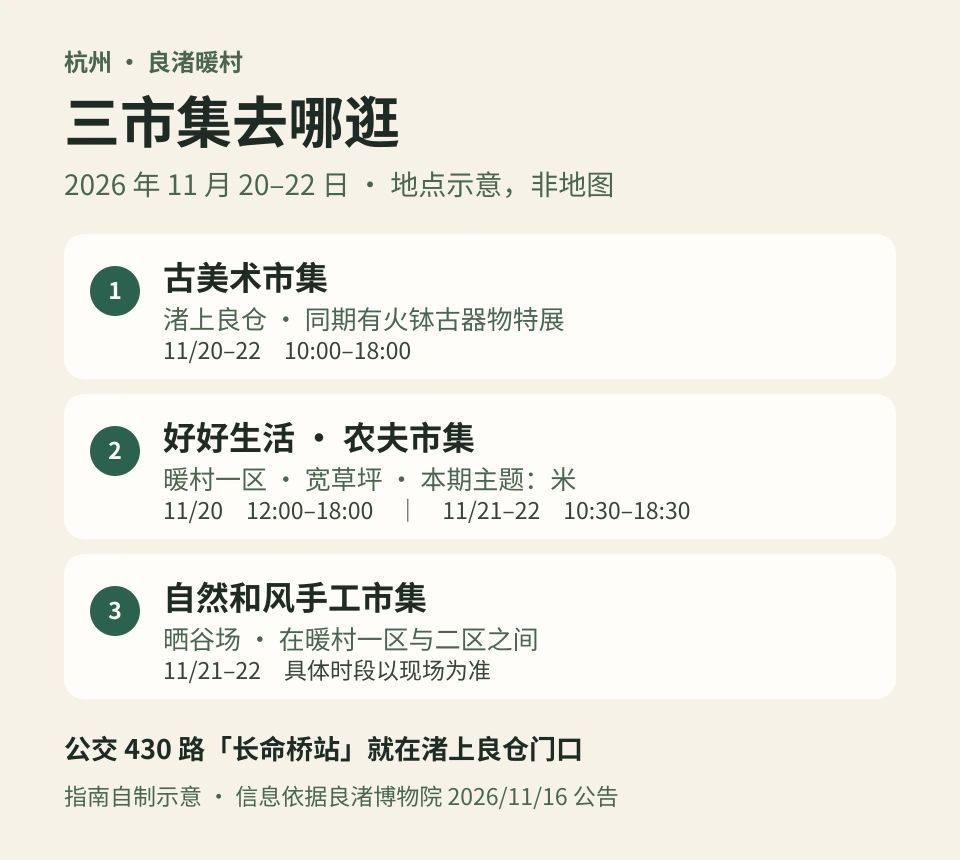 杭州 · 良渚暖村
三市集去哪逛
2026 年 11 月 20–22 日 · 地点示意，非地图
1
古美术市集
渚上良仓 · 同期有火钵古器物特展
11/20–22 10:00–18:00
2
好好生活 · 农夫市集
暖村一区 · 宽草坪 · 本期主题：米
11/20 12:00–18:00 ｜ 11/21–22 10:30–18:30
3
自然和风手工市集
晒谷场 · 在暖村一区与二区之间
11/21–22 具体时段以现场为准
公交 430 路「长命桥站」就在渚上良仓门口
指南自制示意 · 信息依据良渚博物院 2026/11/16 公告